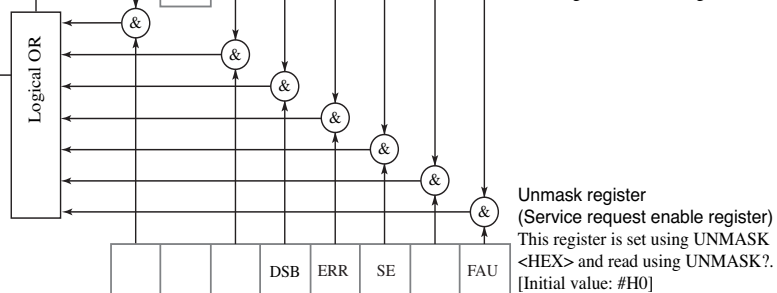 &
Logical OR
&
&
&
&
&
&
Unmask register
(Service request enable register)
This register is set using UNMASK
<HEX> and read using UNMASK?.
[Initial value: #H0]
DSB ERR SE FAU